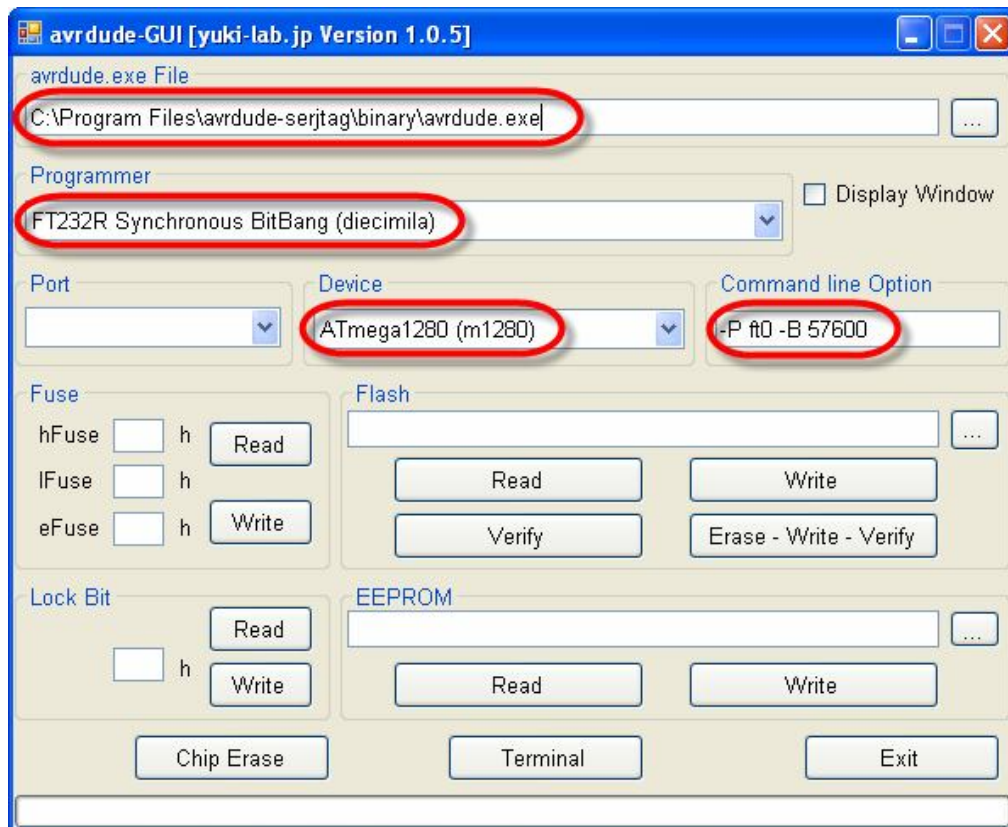 avrdude-GUI [yuki-lab.jp Version 1.0.5]
avrdude.exe File
C:\Program Files\avrdude-serjtag\binary\avrdude.exe
...
Programmer
FT232R Synchronous BitBang (diecimila)
Display Window
Port
Device
ATmega1280 (m1280)
Command line Option
-P ft0 -B 57600
Fuse
hFuse h
Read
lFuse h
eFuse h
Write
Flash
...
Read Write
Verify Erase - Write - Verify
Lock Bit
Read
h
Write
EEPROM
...
Read Write
Chip Erase Terminal Exit